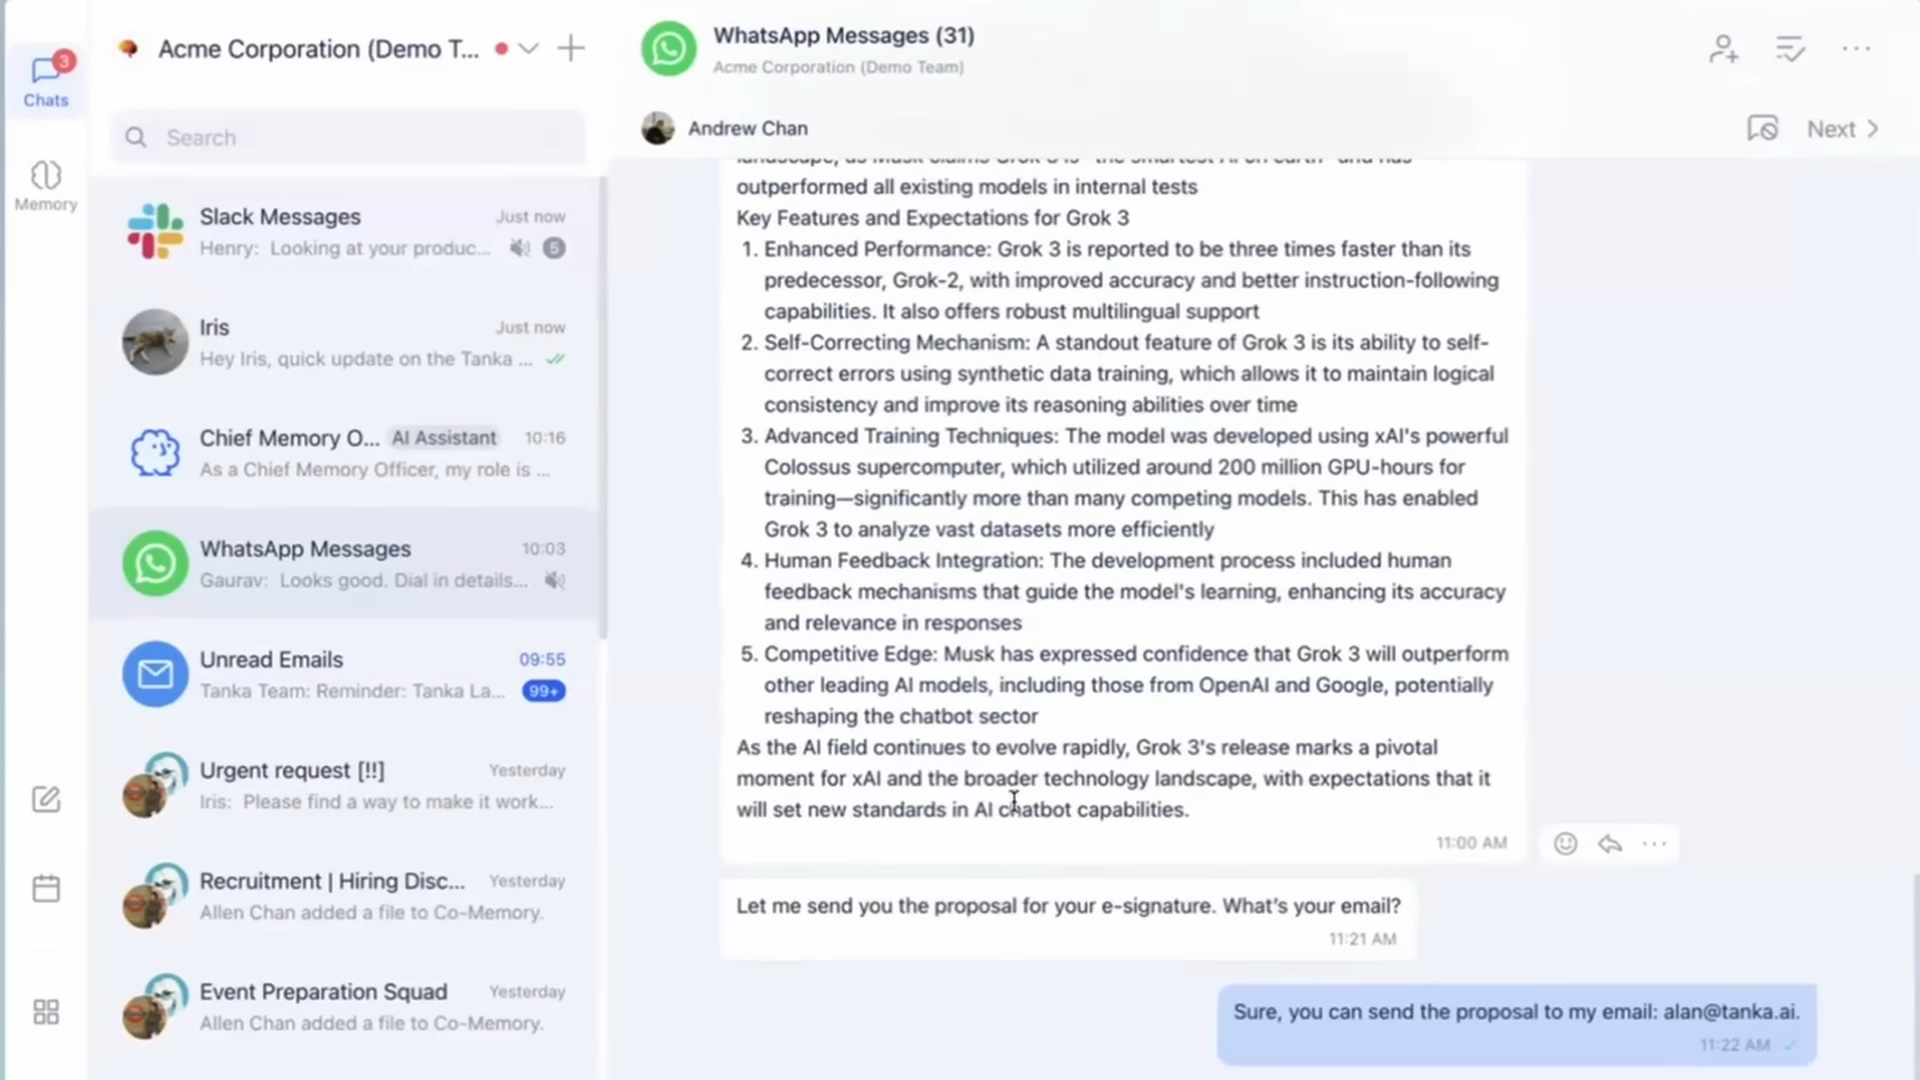 3
Chats
Memory
Acme Corporation (Demo T...
Search
Slack Messages
Just now
Henry: Looking at your produc...
5
Iris
Just now
Hey Iris, quick update on the Tanka ...
Chief Memory O...
AI Assistant
10:16
As a Chief Memory Officer, my role is ...
WhatsApp Messages
10:03
Gaurav: Looks good. Dial in details...
Unread Emails
09:55
Tanka Team: Reminder: Tanka La...
99+
Urgent request [!!]
Yesterday
Iris: Please find a way to make it work...
Recruitment | Hiring Disc...
Yesterday
Allen Chan added a file to Co-Memory.
Event Preparation Squad
Yesterday
Allen Chan added a file to Co-Memory.
WhatsApp Messages (31)
Acme Corporation (Demo Team)
Andrew Chan
Next
landscape, as Musk claims Grok 3 is "the smartest AI on earth" and has
outperformed all existing models in internal tests
Key Features and Expectations for Grok 3
1. Enhanced Performance: Grok 3 is reported to be three times faster than its
predecessor, Grok-2, with improved accuracy and better instruction-following
capabilities. It also offers robust multilingual support
2. Self-Correcting Mechanism: A standout feature of Grok 3 is its ability to self-
correct errors using synthetic data training, which allows it to maintain logical
consistency and improve its reasoning abilities over time
3. Advanced Training Techniques: The model was developed using xAI's powerful
Colossus supercomputer, which utilized around 200 million GPU-hours for
training—significantly more than many competing models. This has enabled
Grok 3 to analyze vast datasets more efficiently
4. Human Feedback Integration: The development process included human
feedback mechanisms that guide the model's learning, enhancing its accuracy
and relevance in responses
5. Competitive Edge: Musk has expressed confidence that Grok 3 will outperform
other leading AI models, including those from OpenAI and Google, potentially
reshaping the chatbot sector
As the AI field continues to evolve rapidly, Grok 3's release marks a pivotal
moment for xAI and the broader technology landscape, with expectations that it
will set new standards in AI chatbot capabilities.
11:00 AM
Let me send you the proposal for your e-signature. What's your email?
11:21 AM
Sure, you can send the proposal to my email: alan@tanka.ai.
11:22 AM